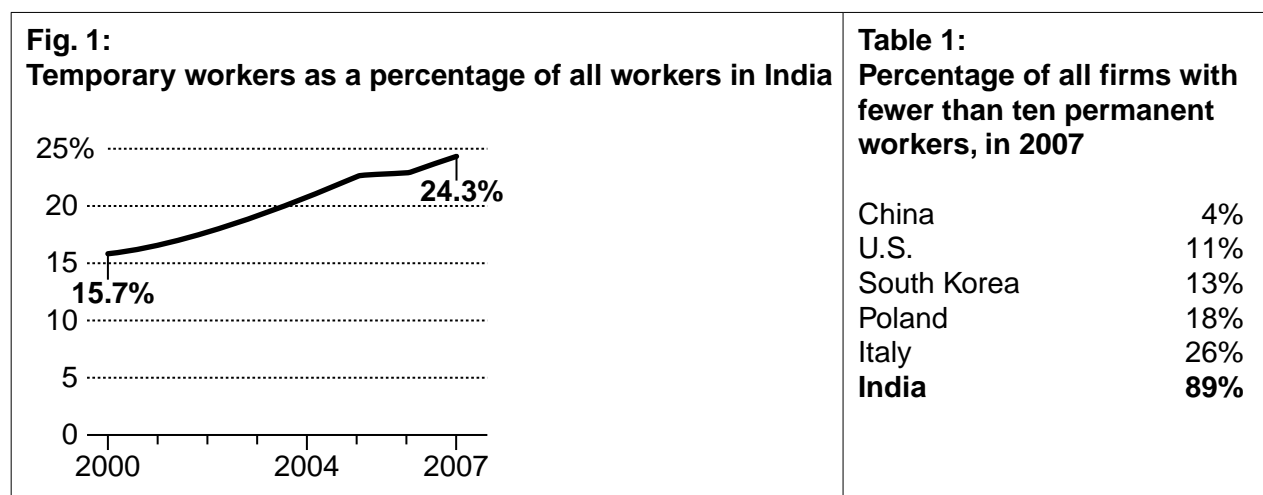 Fig. 1:
Temporary workers as a percentage of all workers in India
25%
24.3%
20
15
15.7%
10
5
0
2000 2004 2007
Table 1:
Percentage of all firms with
fewer than ten permanent
workers, in 2007
China 4%
U.S. 11%
South Korea 13%
Poland 18%
Italy 26%
India 89%